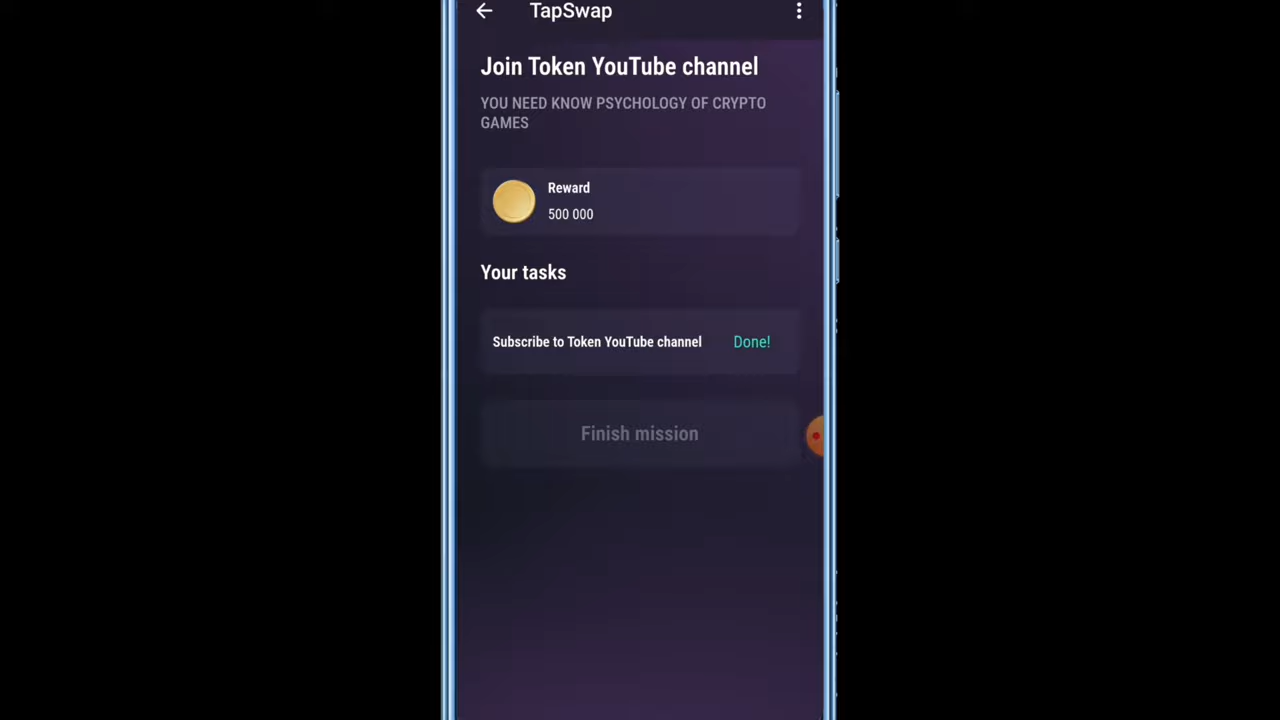 TapSwap
Join Token YouTube channel
YOU NEED KNOW PSYCHOLOGY OF CRYPTO
GAMES
Reward
500 000
Your tasks
Subscribe to Token YouTube channel Done!
Finish mission